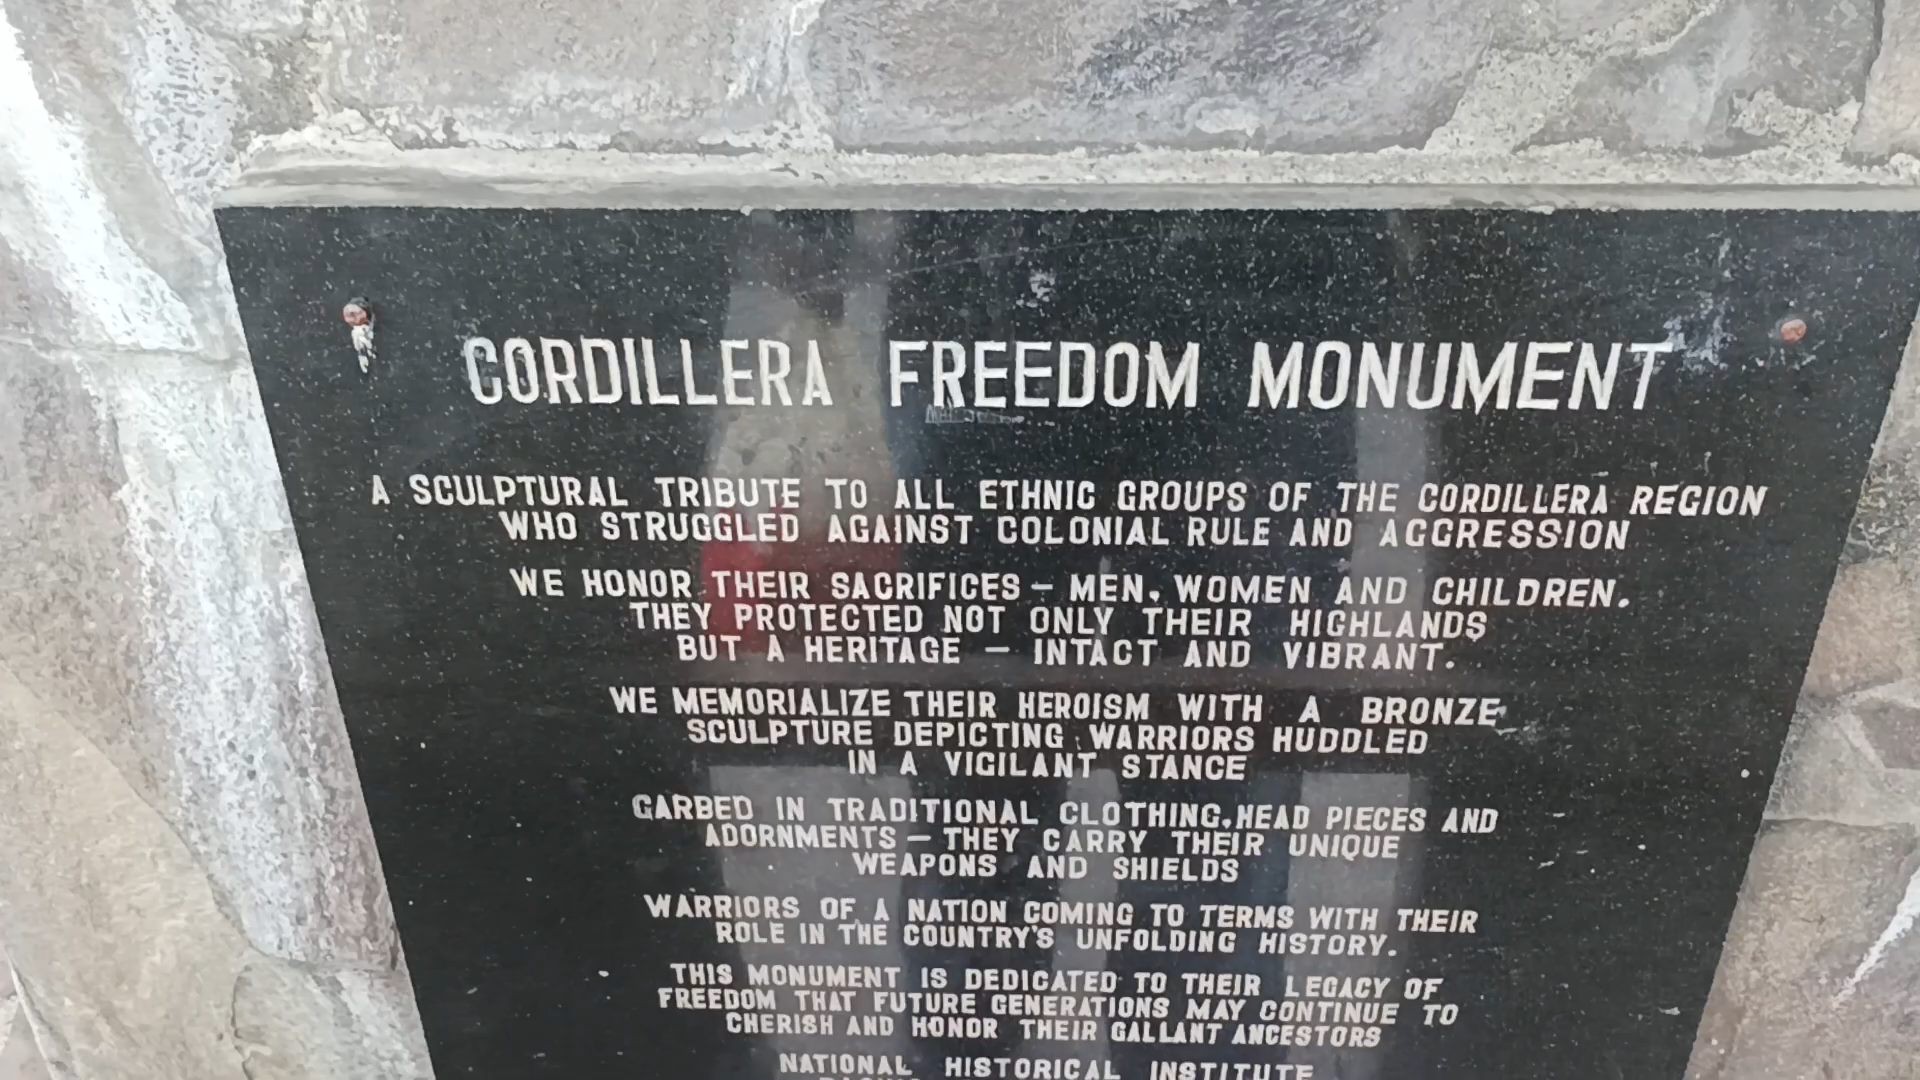 CORDILLERA FREEDOM MONUMENT
A SCULPTURAL TRIBUTE TO ALL ETHNIC GROUPS OF THE CORDILLERA REGION
WHO STRUGGLED AGAINST COLONIAL RULE AND AGGRESSION
WE HONOR THEIR SACRIFICES – MEN, WOMEN AND CHILDREN.
THEY PROTECTED NOT ONLY THEIR HIGHLANDS
BUT A HERITAGE – INTACT AND VIBRANT.
WE MEMORIALIZE THEIR HEROISM WITH A BRONZE
SCULPTURE DEPICTING WARRIORS HUDDLED
IN A VIGILANT STANCE
GARBED IN TRADITIONAL CLOTHING, HEAD PIECES AND
ADORNMENTS – THEY CARRY THEIR UNIQUE
WEAPONS AND SHIELDS
WARRIORS OF A NATION COMING TO TERMS WITH THEIR
ROLE IN THE COUNTRY'S UNFOLDING HISTORY.
THIS MONUMENT IS DEDICATED TO THEIR LEGACY OF
FREEDOM THAT FUTURE GENERATIONS MAY CONTINUE TO
CHERISH AND HONOR THEIR GALLANT ANCESTORS
NATIONAL HISTORICAL INSTITUTE